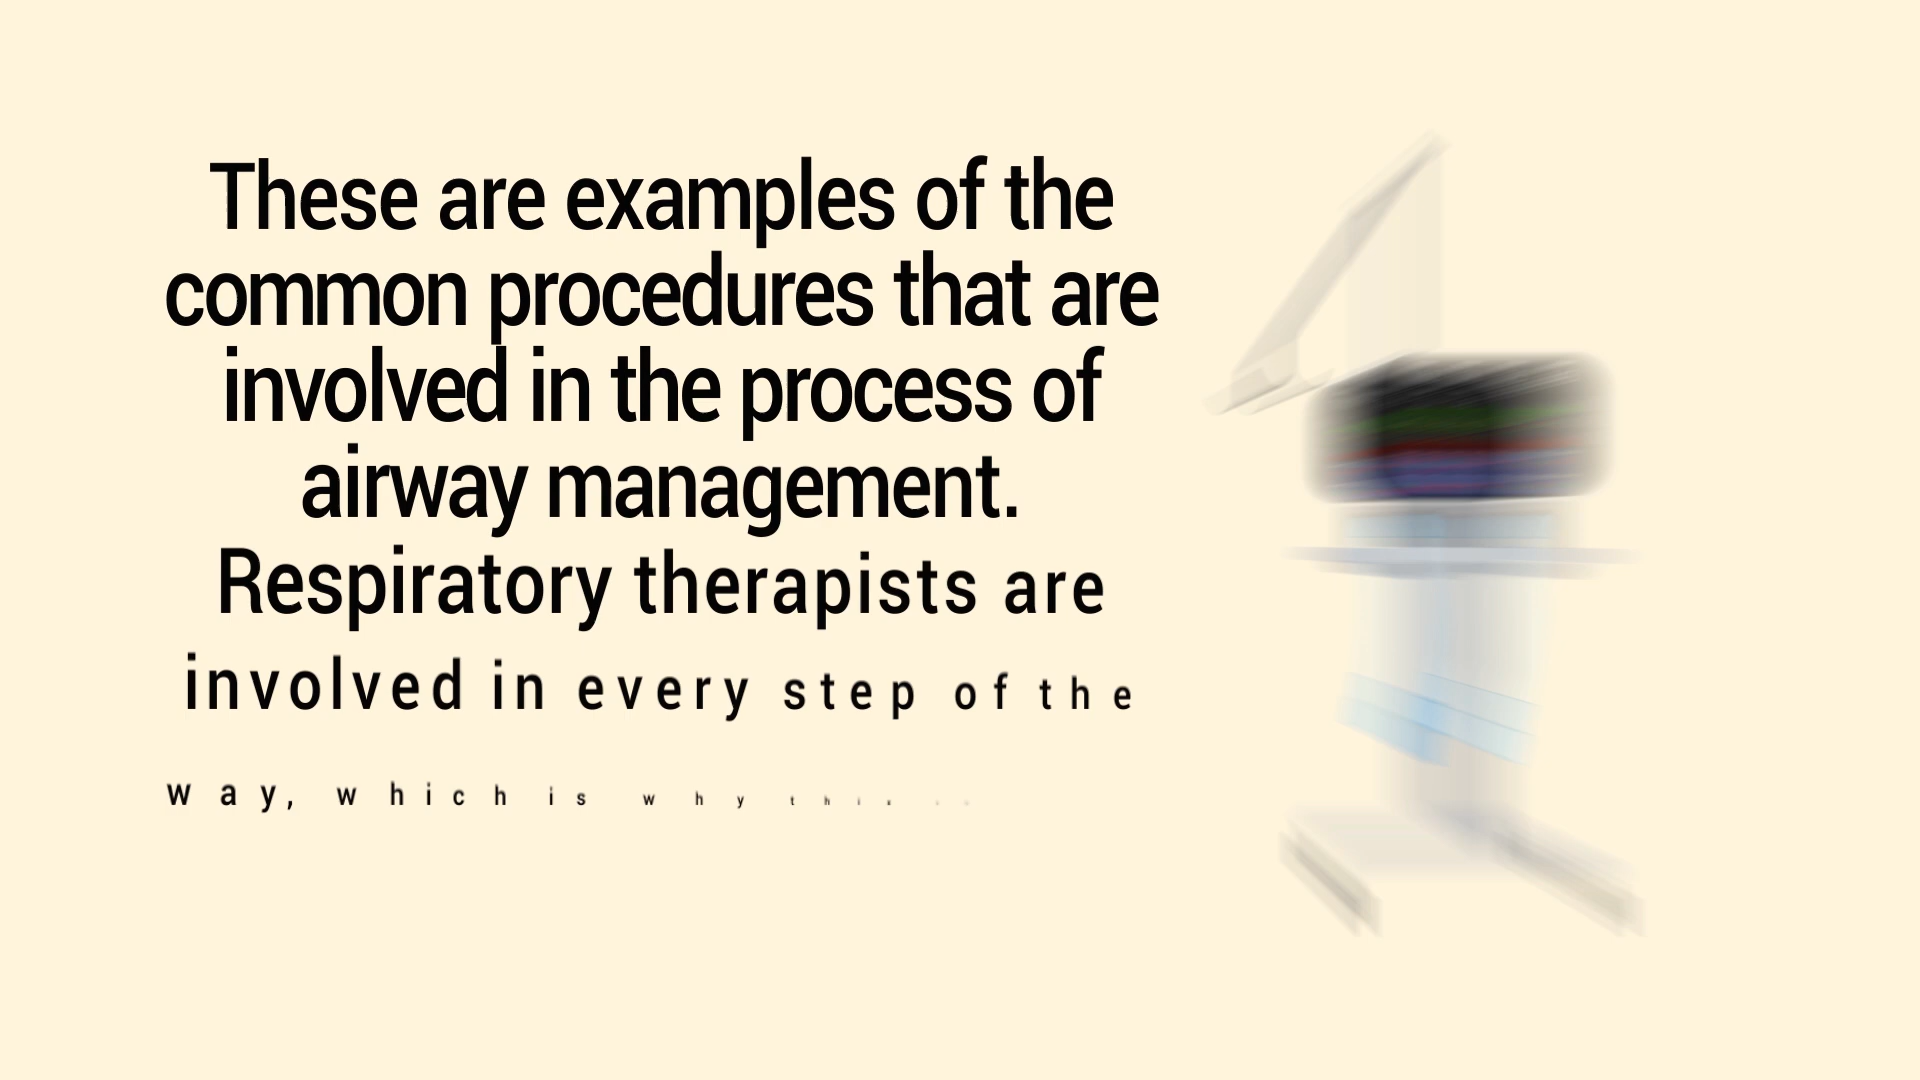 These are examples of the
common procedures that are
involved in the process of
airway management.
Respiratory therapists are
involved in every step of the
way, which is why this